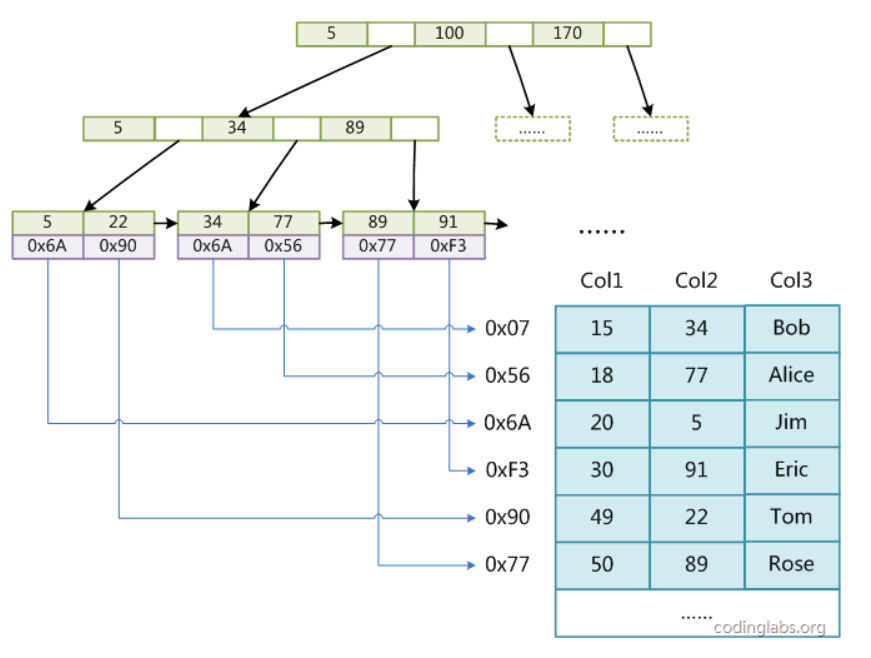 5 100 170
5 34 89 ...... ......
5 22 34 77 89 91
0x6A 0x90 0x6A 0x56 0x77 0xF3
......
Col1 Col2 Col3
0x07 15 34 Bob
0x56 18 77 Alice
0x6A 20 5 Jim
0xF3 30 91 Eric
0x90 49 22 Tom
0x77 50 89 Rose
......
codinglabs.org